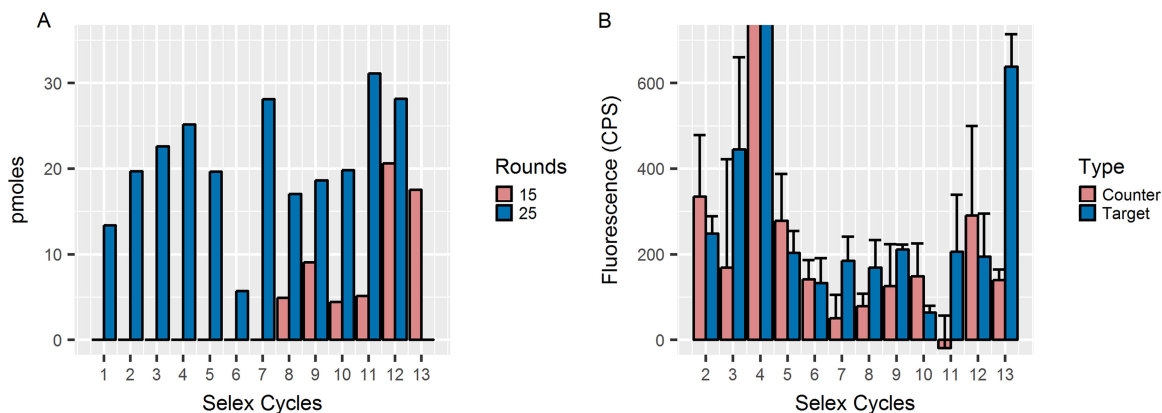 A
pmoles
30
20
10
0
1 2 3 4 5 6 7 8 9 10 11 12 13
Selex Cycles
Rounds
15
25
B
Fluorescence (CPS)
600
400
200
0
2 3 4 5 6 7 8 9 10 11 12 13
Selex Cycles
Type
Counter
Target